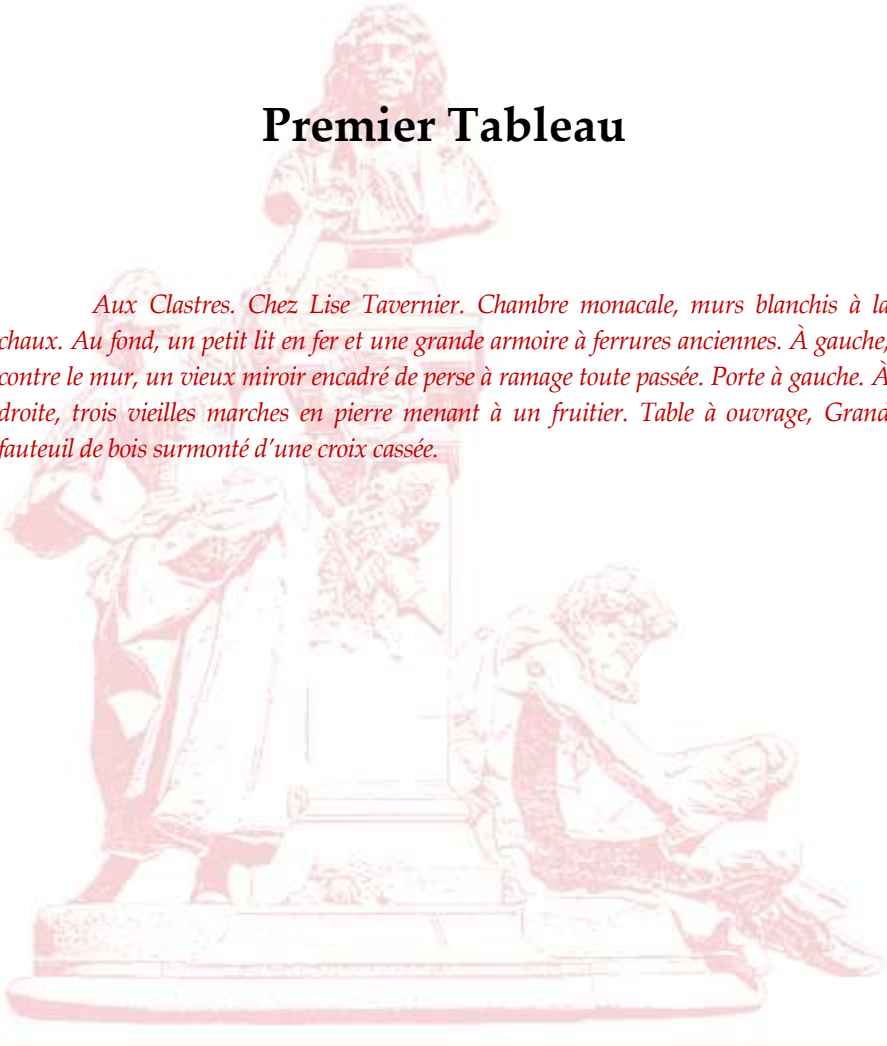 Premier Tableau
Aux Clastres. Chez Lise Tavernier. Chambre monacale, murs blanchis à la
chaux. Au fond, un petit lit en fer et une grande armoire à ferrures anciennes. À gauche,
contre le mur, un vieux miroir encadré de perse à ramage toute passée. Porte à gauche. À
droite, trois vieilles marches en pierre menant à un fruitier. Table à ouvrage, Grand
fauteuil de bois surmonté d’une croix cassée.